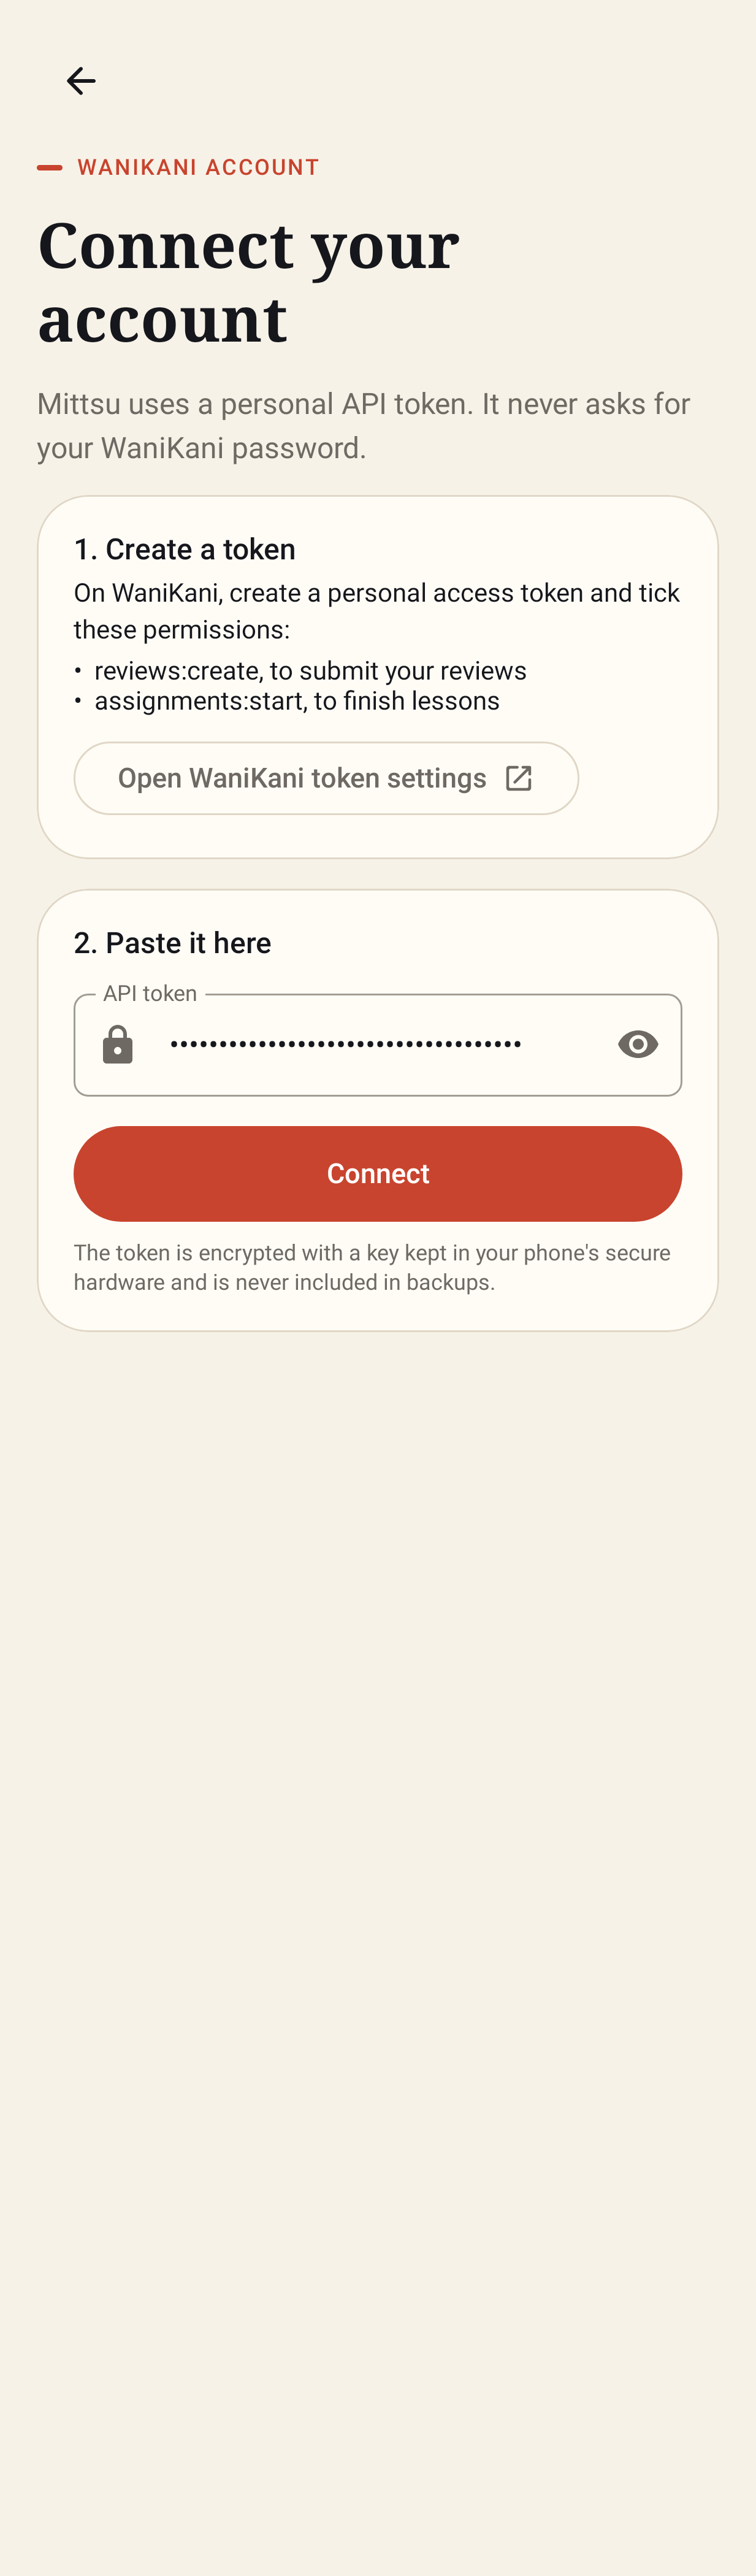 WANIKANI ACCOUNT
Connect your
account
Mittsu uses a personal API token. It never asks for
your WaniKani password.
1. Create a token
On WaniKani, create a personal access token and tick
these permissions:
• reviews:create, to submit your reviews
• assignments:start, to finish lessons
Open WaniKani token settings
2. Paste it here
API token
••••••••••••••••••••••••••••••••••••
Connect
The token is encrypted with a key kept in your phone's secure
hardware and is never included in backups.